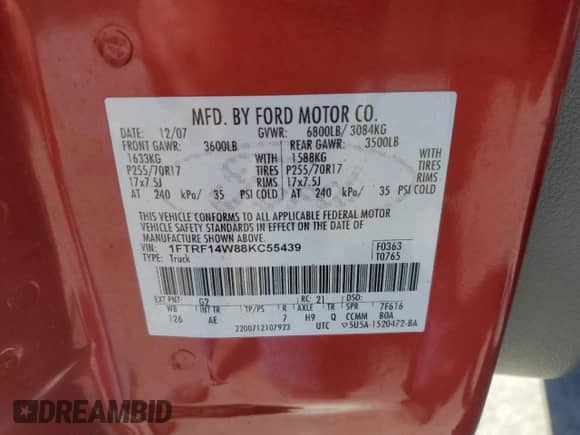 MFD. BY FORD MOTOR CO.
DATE: 12/07 GVWR: 6800LB/ 3084KG
FRONT GAWR: 3600LB REAR GAWR: 3500LB
1633KG WITH 1588KG WITH
P255/70R17 TIRES P255/70R17 TIRES
17x7.5J RIMS 17x7.5J RIMS
AT 240 kPa/ 35 PSI COLD AT 240 kPa/ 35 PSI COLD
THIS VEHICLE CONFORMS TO ALL APPLICABLE FEDERAL MOTOR
VEHICLE SAFETY STANDARDS IN EFFECT ON THE DATE OF
MANUFACTURE SHOWN ABOVE.
VIN: 1FTRF14W88KC55439 F0363
TYPE: Truck T0765
EXT PNT: G2 RC: 21 DSO:
WB INT TR TP/PS R AXLE TR SPR 7F616
126 AE 7 H9 Q CCMM B0A
2200712107923 UTC ▽5U5A-1520472-BA
DREAMBID